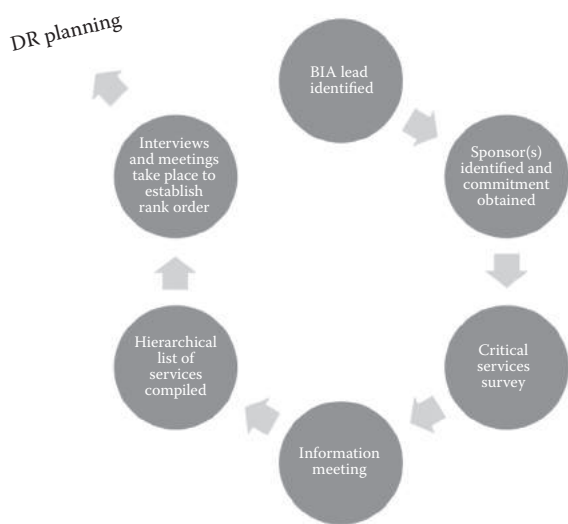 DR planning
BIA lead
identified
Sponsor(s)
identified and
commitment
obtained
Critical
services
survey
Information
meeting
Hierarchical
list of
services
compiled
Interviews
and meetings
take place to
establish
rank order